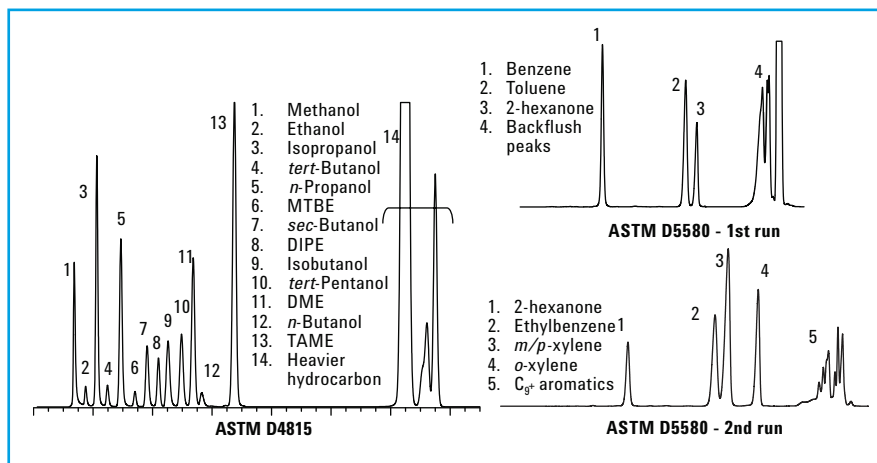 1. Methanol
2. Ethanol
3. Isopropanol
4. tert-Butanol
5. n-Propanol
6. MTBE
7. sec-Butanol
8. DIPE
9. Isobutanol
10. tert-Pentanol
11. DME
12. n-Butanol
13. TAME
14. Heavier
hydrocarbon
1
2
3
4
5
6
7
8
9
10
11
12
13
14
ASTM D4815
1. Benzene
2. Toluene
3. 2-hexanone
4. Backflush
peaks
1
2
3
4
ASTM D5580 - 1st run
1. 2-hexanone
2. Ethylbenzene
3. m/p-xylene
4. o-xylene
5. C9+ aromatics
1
2
3
4
5
ASTM D5580 - 2nd run